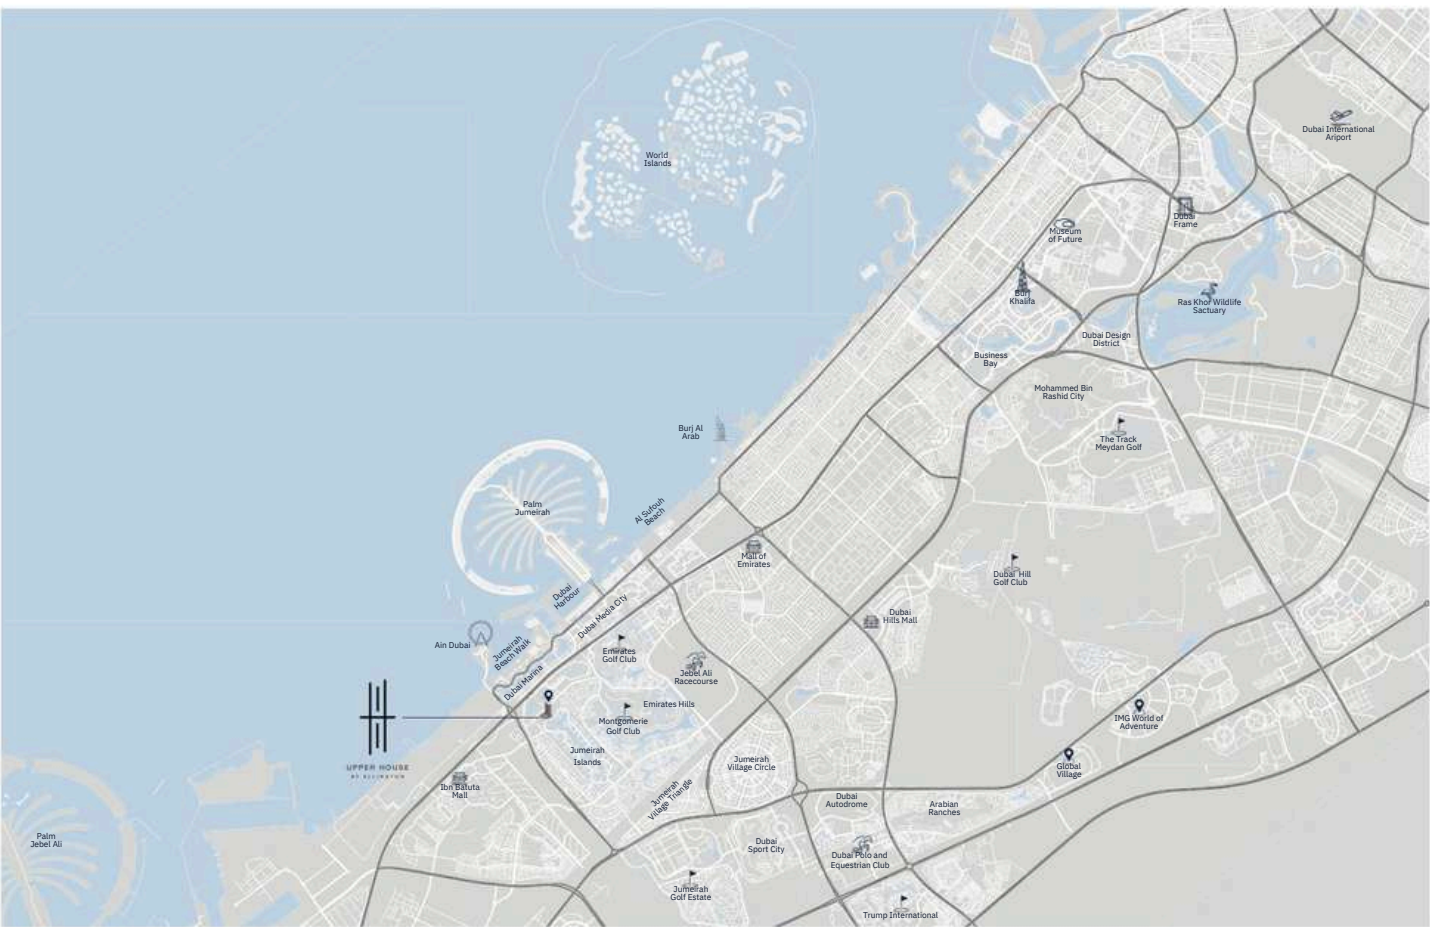 Dubai International
Ariport
World
Islands
Dubai
Frame
Museum
of Future
Burj
Khalifa
Ras Khor Wildlife
Sactuary
Dubai Design
District
Business
Bay
Mohammed Bin
Rashid City
Burj Al
Arab
The Track
Meydan Golf
Palm
Jumeirah
Al Sufouh
Beach
Mall of
Emirates
Dubai Hill
Golf Club
Dubai
Harbour
Dubai Media City
Dubai
Hills Mall
Ain Dubai
Jumeirah
Beach Walk
Emirates
Golf Club
Jebel Ali
Racecourse
Dubai Marina
Emirates Hills
Montgomerie
Golf Club
IMG World of
Adventure
Jumeirah
Islands
UPPER HOUSE
BY ELLINGTON
Jumeirah
Village Circle
Global
Village
Ibn Batuta
Mall
Jumeirah
Village Triangle
Dubai
Autodrome
Arabian
Ranches
Palm
Jebel Ali
Dubai
Sport City
Dubai Polo and
Equestrian Club
Jumeirah
Golf Estate
Trump International